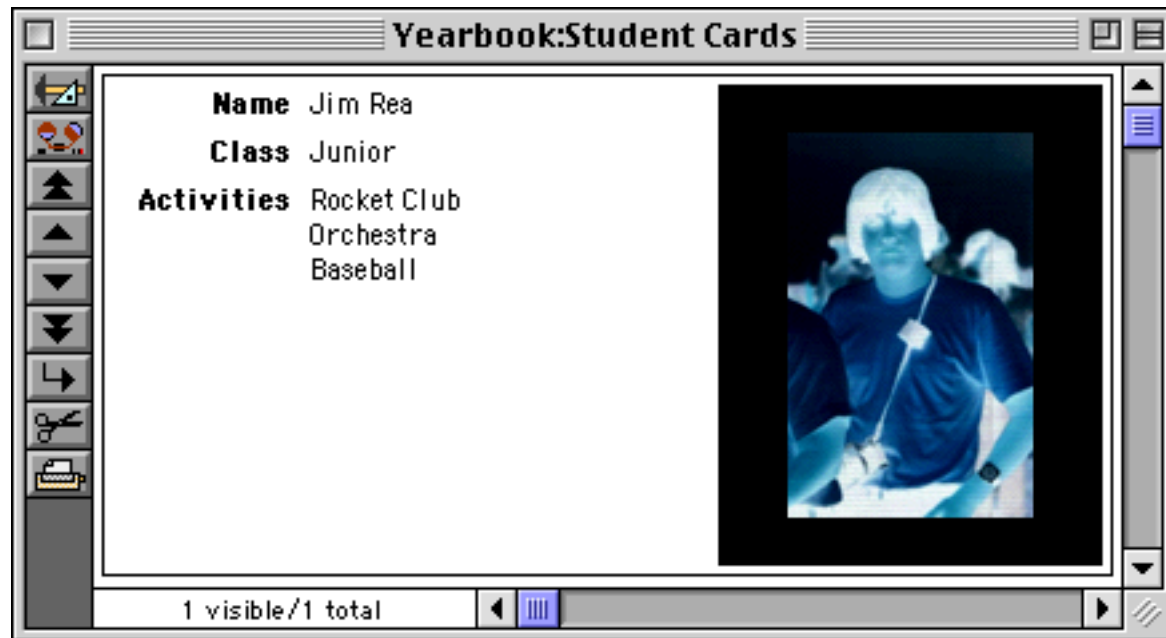 Yearbook:Student Cards
Name Jim Rea
Class Junior
Activities Rocket Club
Orchestra
Baseball
1 visible/1 total